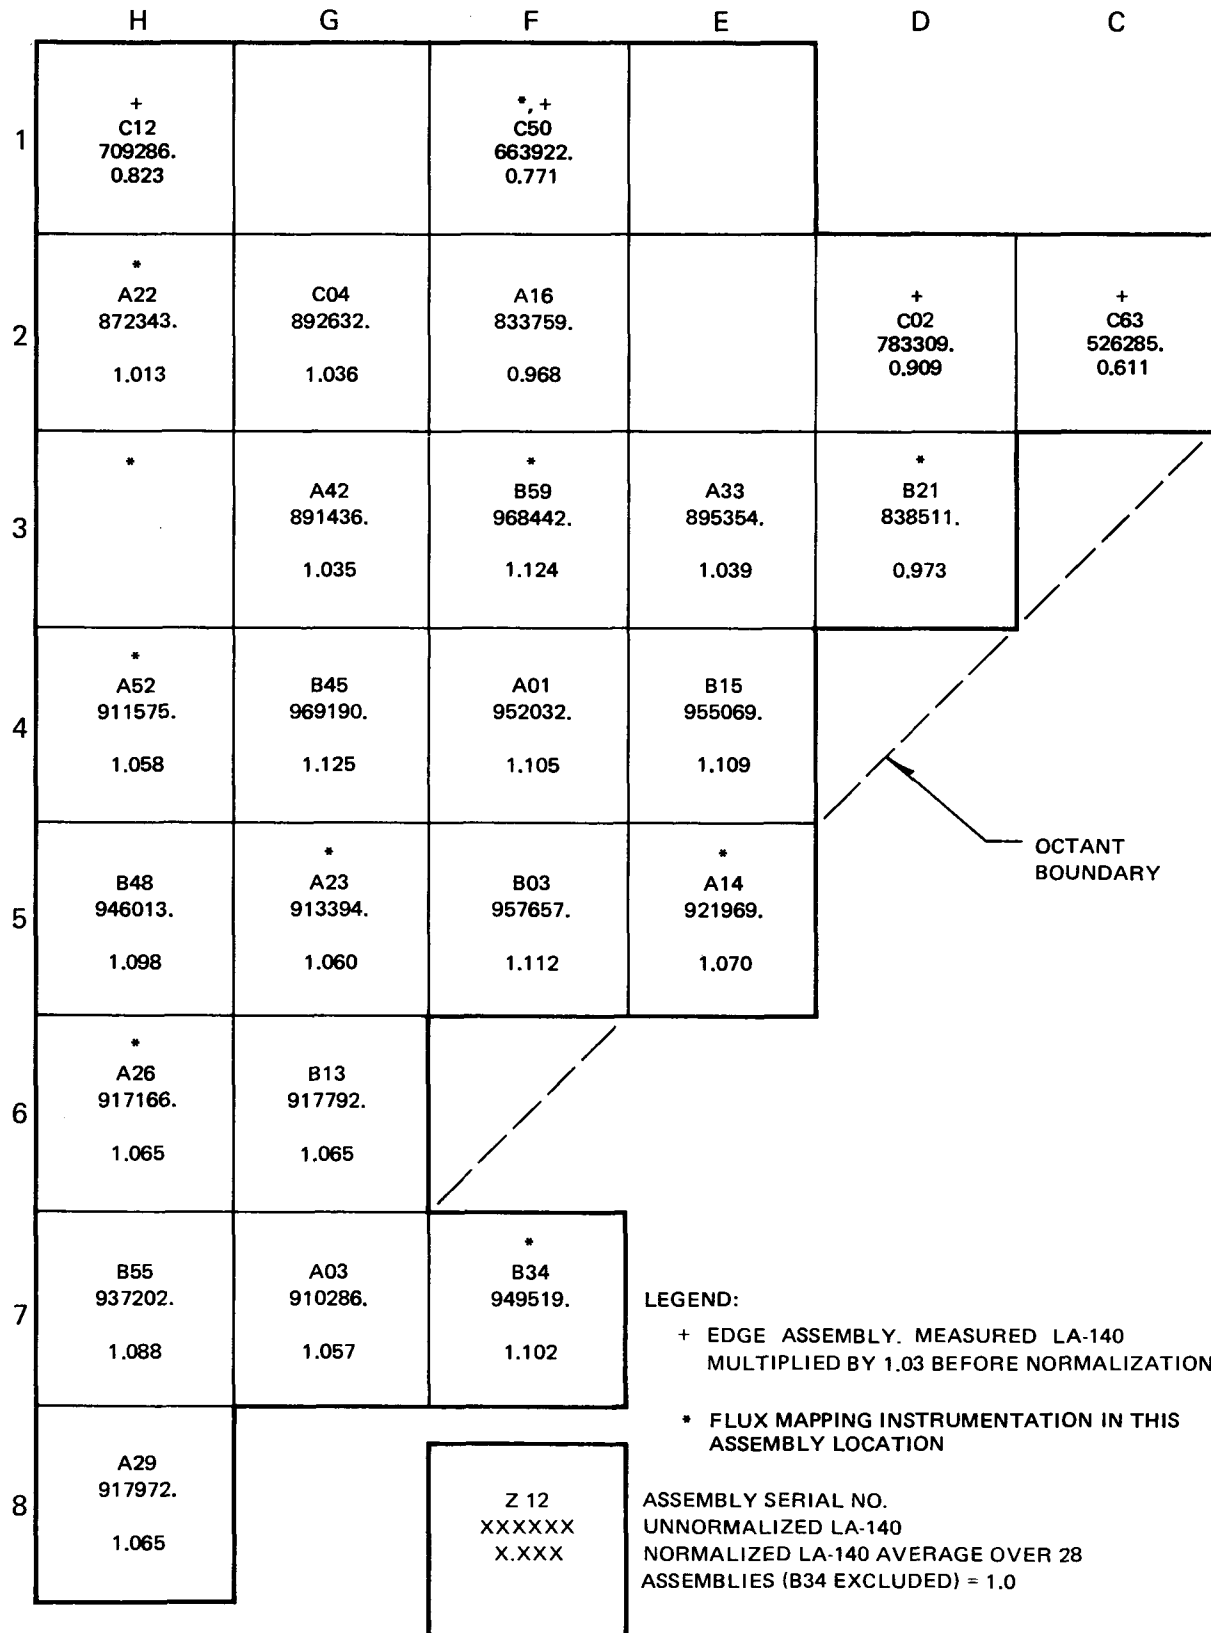 H G F E D C
1
+
C12
709286.
0.823
*, +
C50
663922.
0.771
2
*
A22
872343.
1.013
C04
892632.
1.036
A16
833759.
0.968
+
C02
783309.
0.909
+
C63
526285.
0.611
3
*
A42
891436.
1.035
*
B59
968442.
1.124
A33
895354.
1.039
*
B21
838511.
0.973
4
*
A52
911575.
1.058
B45
969190.
1.125
A01
952032.
1.105
B15
955069.
1.109
OCTANT
BOUNDARY
5
B48
946013.
1.098
*
A23
913394.
1.060
B03
957657.
1.112
*
A14
921969.
1.070
6
*
A26
917166.
1.065
B13
917792.
1.065
7
B55
937202.
1.088
A03
910286.
1.057
*
B34
949519.
1.102
8
A29
917972.
1.065
LEGEND:
+ EDGE ASSEMBLY. MEASURED LA-140
MULTIPLIED BY 1.03 BEFORE NORMALIZATION
* FLUX MAPPING INSTRUMENTATION IN THIS
ASSEMBLY LOCATION
Z 12
XXXXXX
X.XXX
ASSEMBLY SERIAL NO.
UNNORMALIZED LA-140
NORMALIZED LA-140 AVERAGE OVER 28
ASSEMBLIES (B34 EXCLUDED) = 1.0